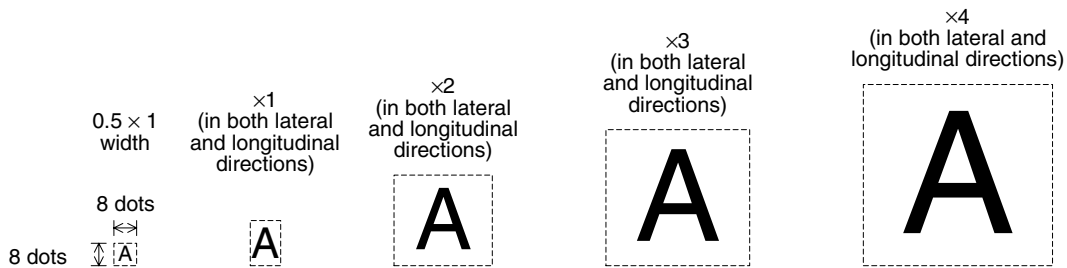 0.5 × 1
width
×1
(in both lateral
and longitudinal
directions)
×2
(in both lateral
and longitudinal
directions)
×3
(in both lateral
and longitudinal
directions)
×4
(in both lateral and
longitudinal directions)
8 dots
8 dots
A
A
A
A
A